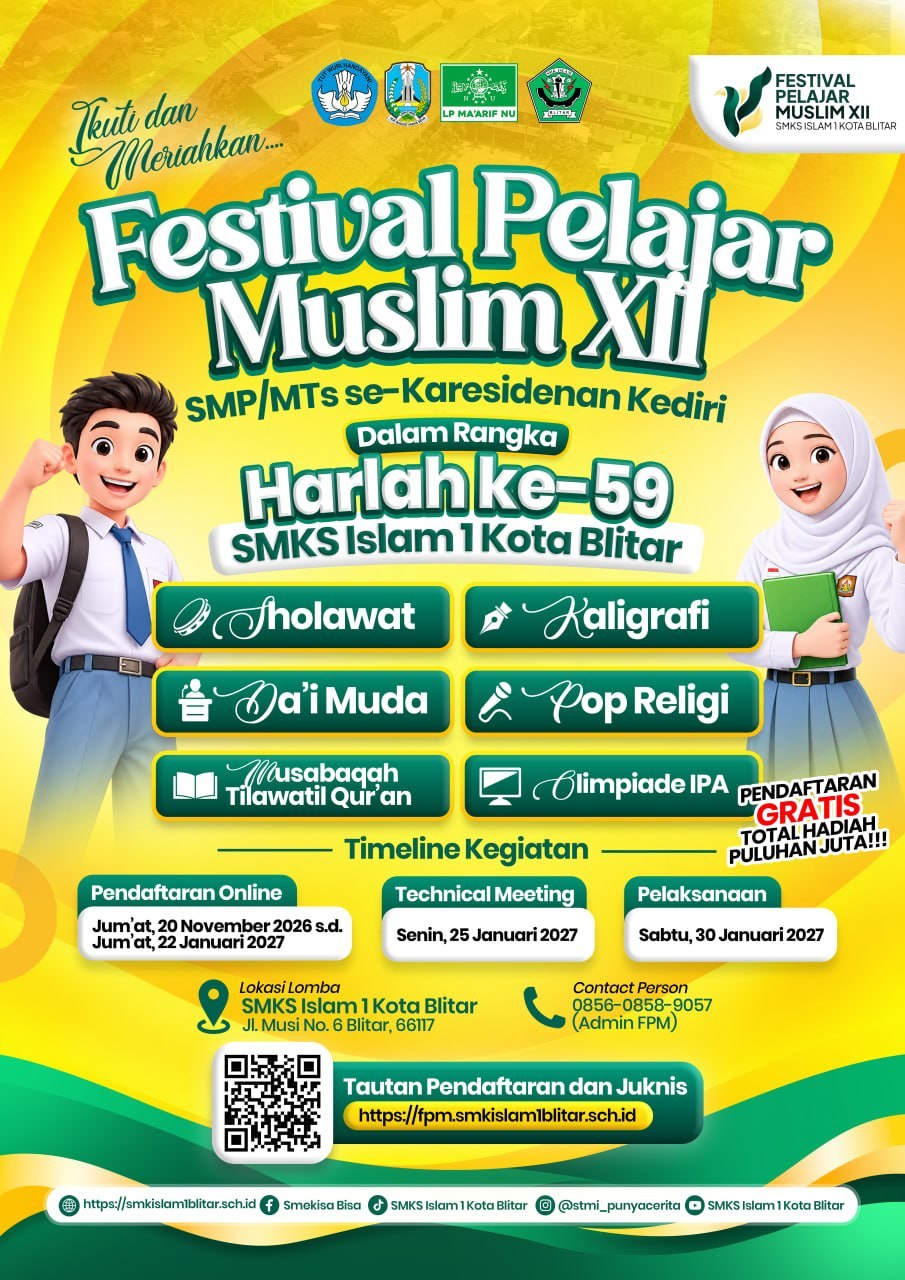 Ikuti dan
Meriahkan....
TUT WURI HANDAYANI
NU
LP MA'ARIF NU
BLITAR
FESTIVAL
PELAJAR
MUSLIM XII
SMKS ISLAM 1 KOTA BLITAR
Festival Pelajar
Muslim XII
SMP/MTs se-Karesidenan Kediri
Dalam Rangka
Harlah ke-59
SMKS Islam 1 Kota Blitar
Sholawat
Kaligrafi
Da'i Muda
Pop Religi
Musabaqah
Tilawatil Qur'an
Olimpiade IPA
PENDAFTARAN
GRATIS
TOTAL HADIAH
PULUHAN JUTA!!!
Timeline Kegiatan
Pendaftaran Online
Jum'at, 20 November 2026 s.d.
Jum'at, 22 Januari 2027
Technical Meeting
Senin, 25 Januari 2027
Pelaksanaan
Sabtu, 30 Januari 2027
Lokasi Lomba
SMKS Islam 1 Kota Blitar
Jl. Musi No. 6 Blitar, 66117
Contact Person
0856-0858-9057
(Admin FPM)
Tautan Pendaftaran dan Juknis
https://fpm.smkislam1blitar.sch.id
https://smkislam1blitar.sch.id
Smekisa Bisa
SMKS Islam 1 Kota Blitar
@stmi_punyacerita
SMKS Islam 1 Kota Blitar